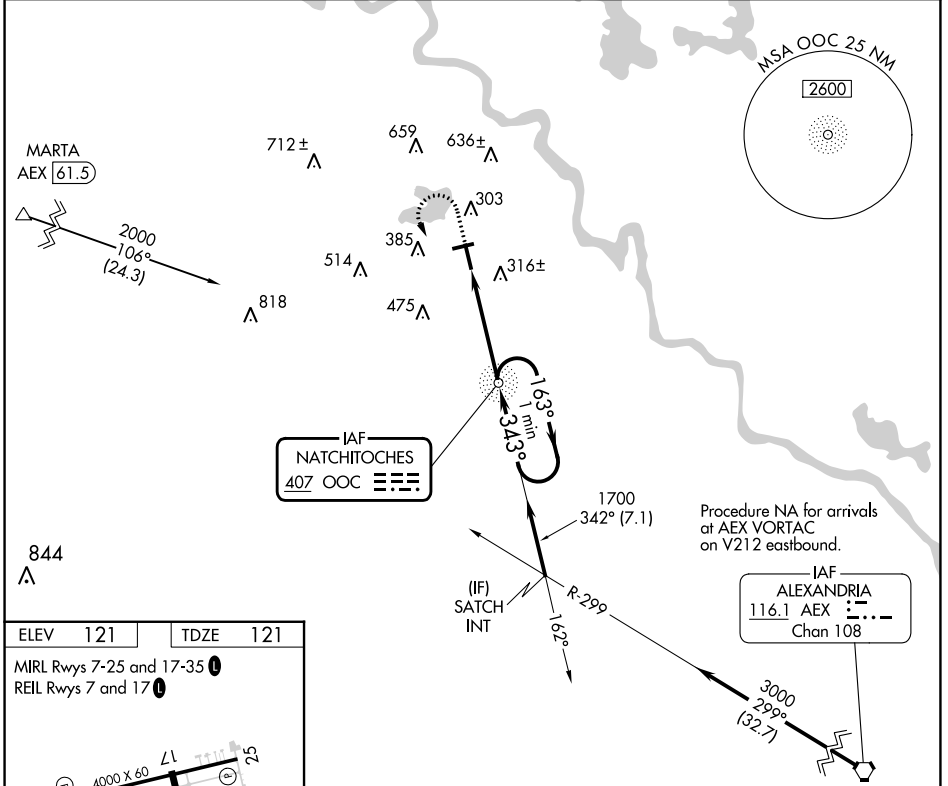 MSA OOC 25 NM
2600
MARTA
AEX 61.5
2000
106°
(24.3)
712 ±
659
636±
303
385
514
316±
818
475
163°
1 min
343°
IAF
NATCHITOCHES
407 OOC
1700
342° (7.1)
Procedure NA for arrivals
at AEX VORTAC
on V212 eastbound.
IAF
ALEXANDRIA
116.1 AEX
Chan 108
844
(IF)
SATCH
INT
R-299
162°
3000
299°
(32.7)
ELEV 121
TDZE 121
MIRL Rwys 7-25 and 17-35 L
REIL Rwys 7 and 17 L
4000 X 60
17
25
P